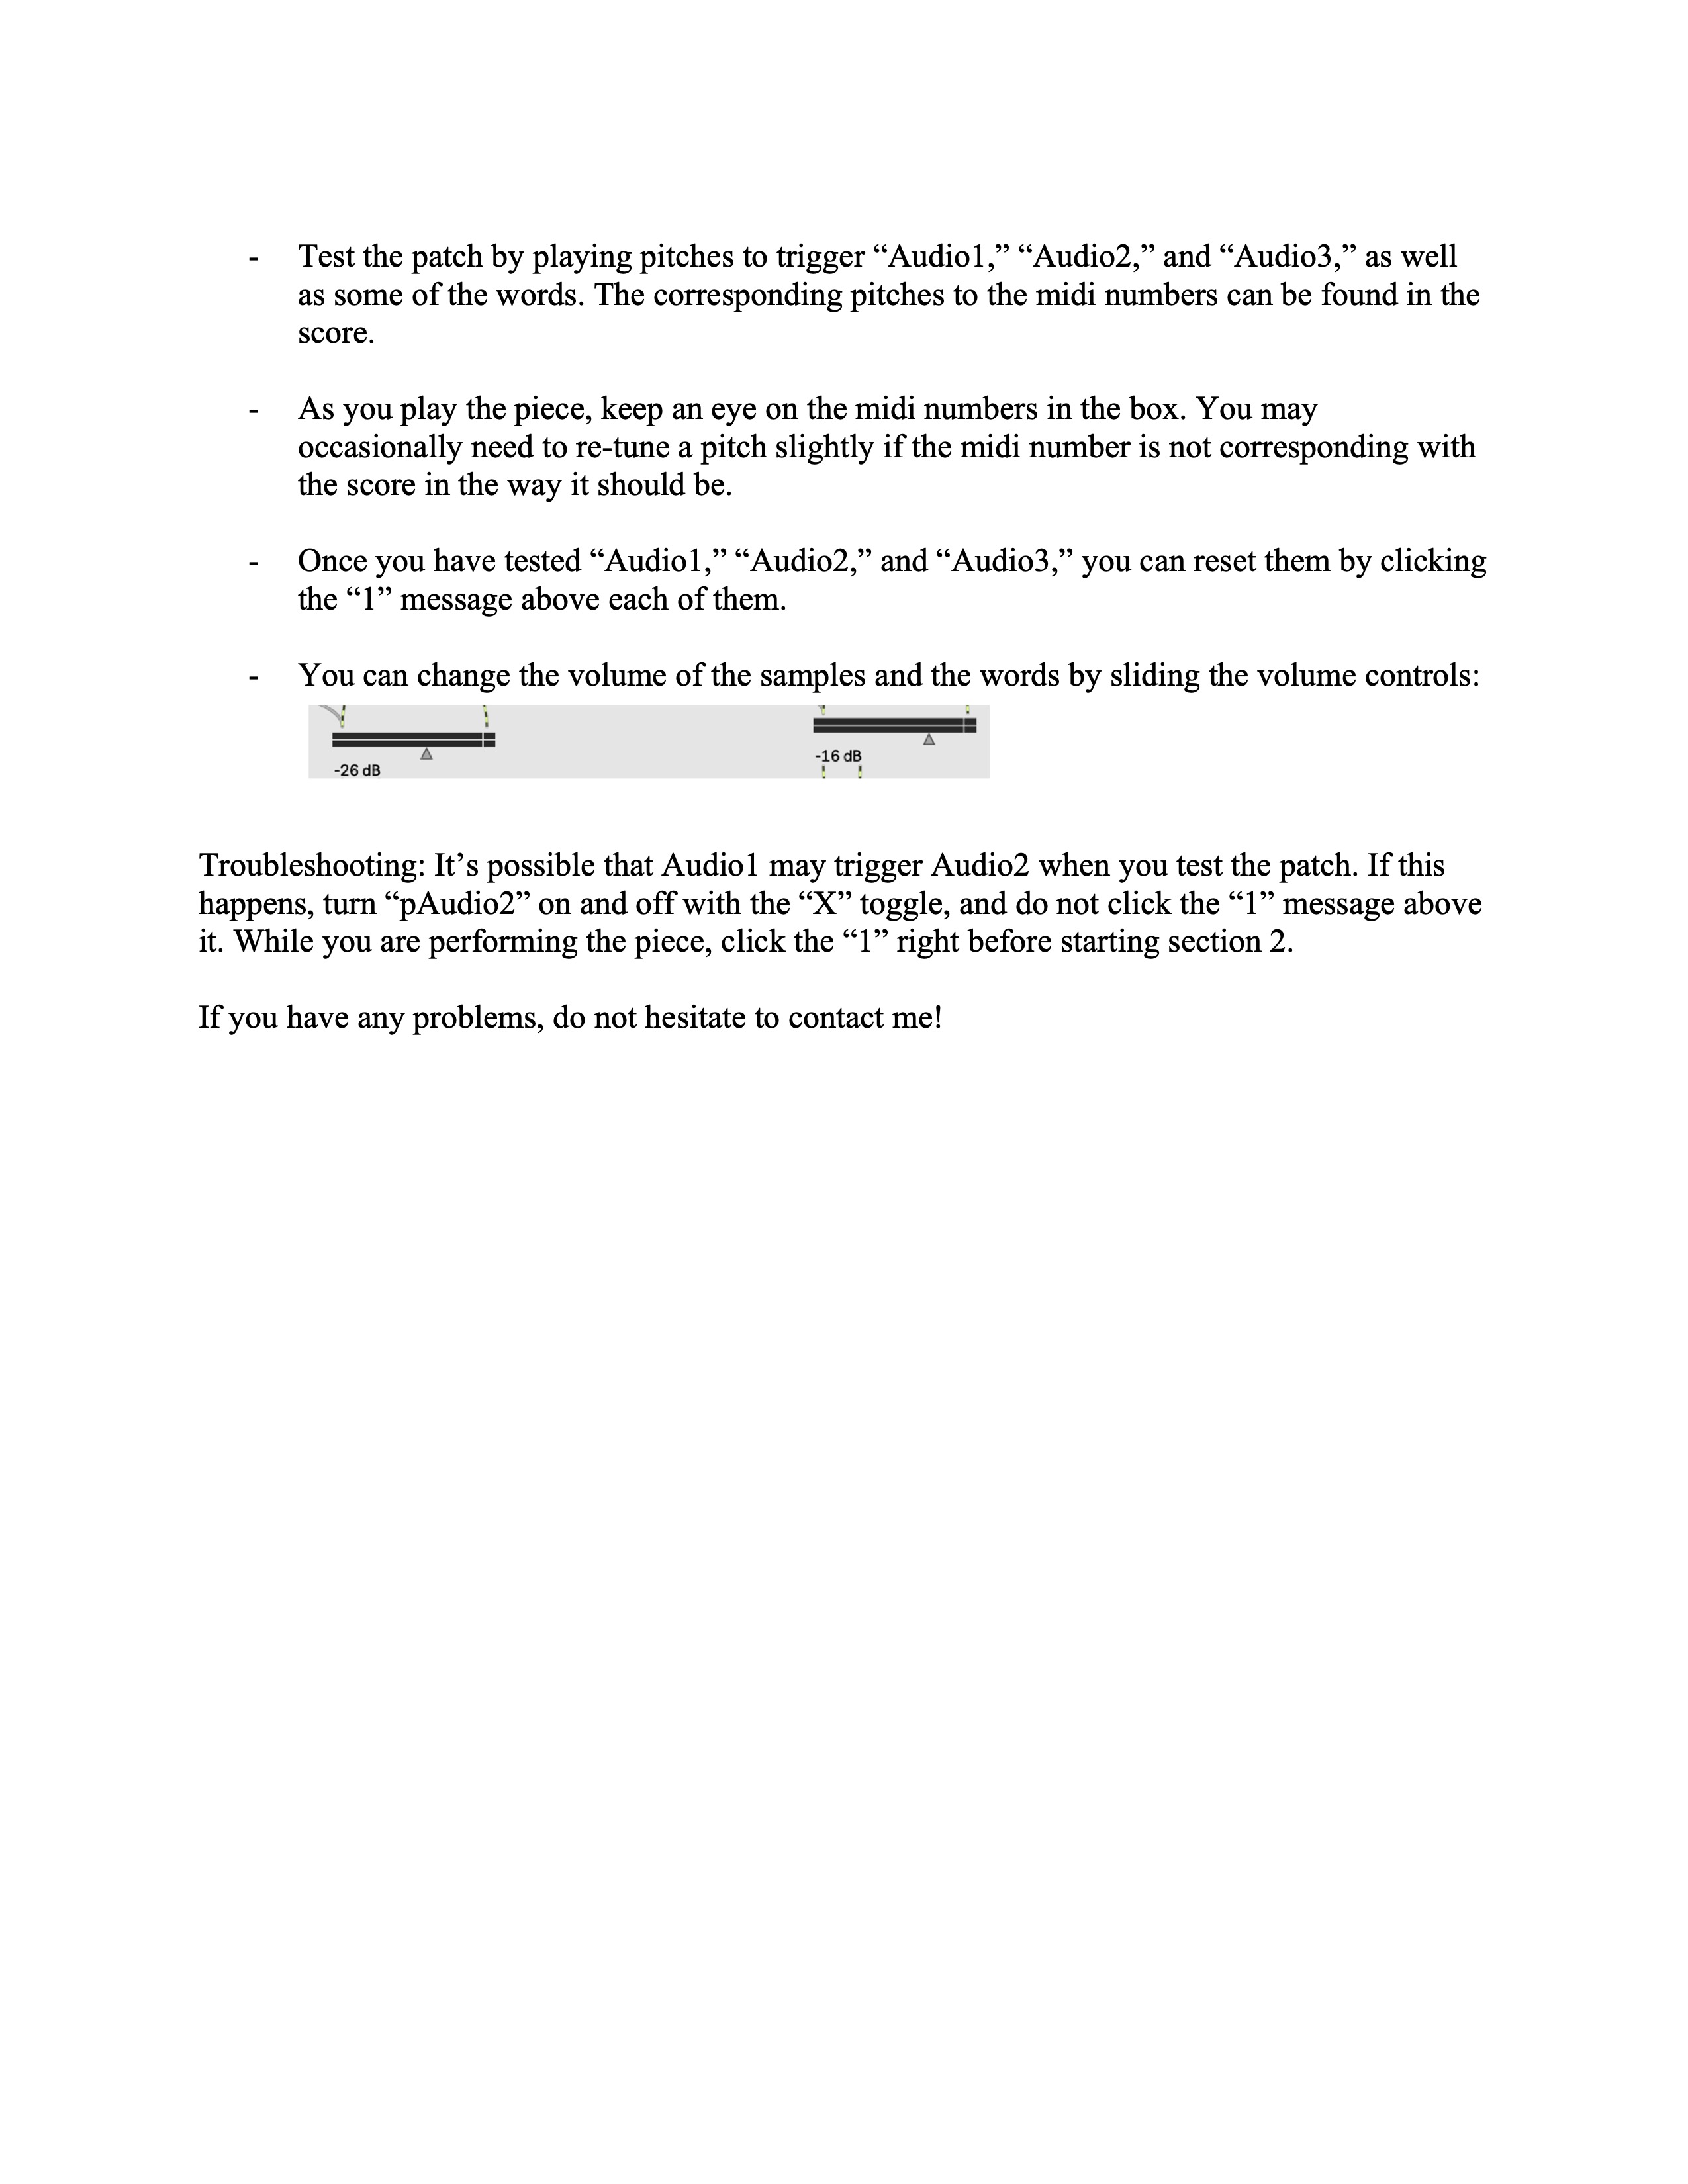 - Test the patch by playing pitches to trigger “Audio1,” “Audio2,” and “Audio3,” as well
as some of the words. The corresponding pitches to the midi numbers can be found in the
score.
- As you play the piece, keep an eye on the midi numbers in the box. You may
occasionally need to re-tune a pitch slightly if the midi number is not corresponding with
the score in the way it should be.
- Once you have tested “Audio1,” “Audio2,” and “Audio3,” you can reset them by clicking
the “1” message above each of them.
- You can change the volume of the samples and the words by sliding the volume controls:
-26 dB
-16 dB
Troubleshooting: It’s possible that Audio1 may trigger Audio2 when you test the patch. If this
happens, turn “pAudio2” on and off with the “X” toggle, and do not click the “1” message above
it. While you are performing the piece, click the “1” right before starting section 2.
If you have any problems, do not hesitate to contact me!